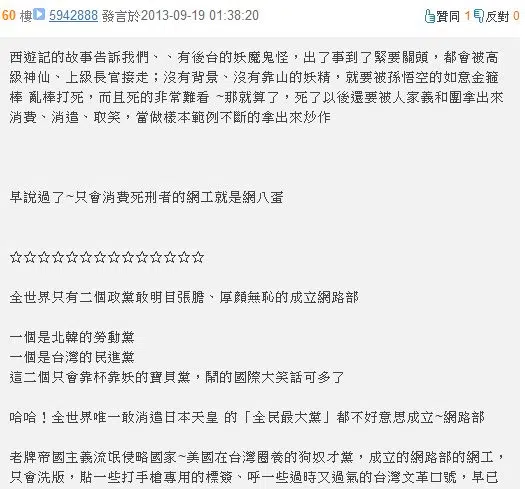 60 樓 5942888 發言於2013-09-19 01:38:20 贊同 1 反對 0
西遊記的故事告訴我們、、有後台的妖魔鬼怪，出了事到了緊要關頭，都會被高
級神仙、上級長官接走；沒有背景、沒有靠山的妖精，就要被孫悟空的如意金箍
棒 亂棒打死，而且死的非常難看 ~那就算了，死了以後還要被人家義和團拿出來
消費、消遣、取笑，當做樣本範例不斷的拿出來炒作
早說過了~只會消費死刑者的網工就是網八蛋
☆☆☆☆☆☆☆☆☆☆☆☆☆☆
全世界只有二個政黨敢明目張膽、厚顏無恥的成立網路部
一個是北韓的勞動黨
一個是台灣的民進黨
這二個只會靠杯靠妖的寶貝黨，鬧的國際大笑話可多了
哈哈！全世界唯一敢消遣日本天皇 的「全民最大黨」都不好意思成立~網路部
老牌帝國主義流氓侵略國家~美國在台灣圈養的狗奴才黨，成立的網路部的網工，
只會洗版，貼一些打手槍專用的標簽、呼一些過時又過氣的台灣文革口號，早已